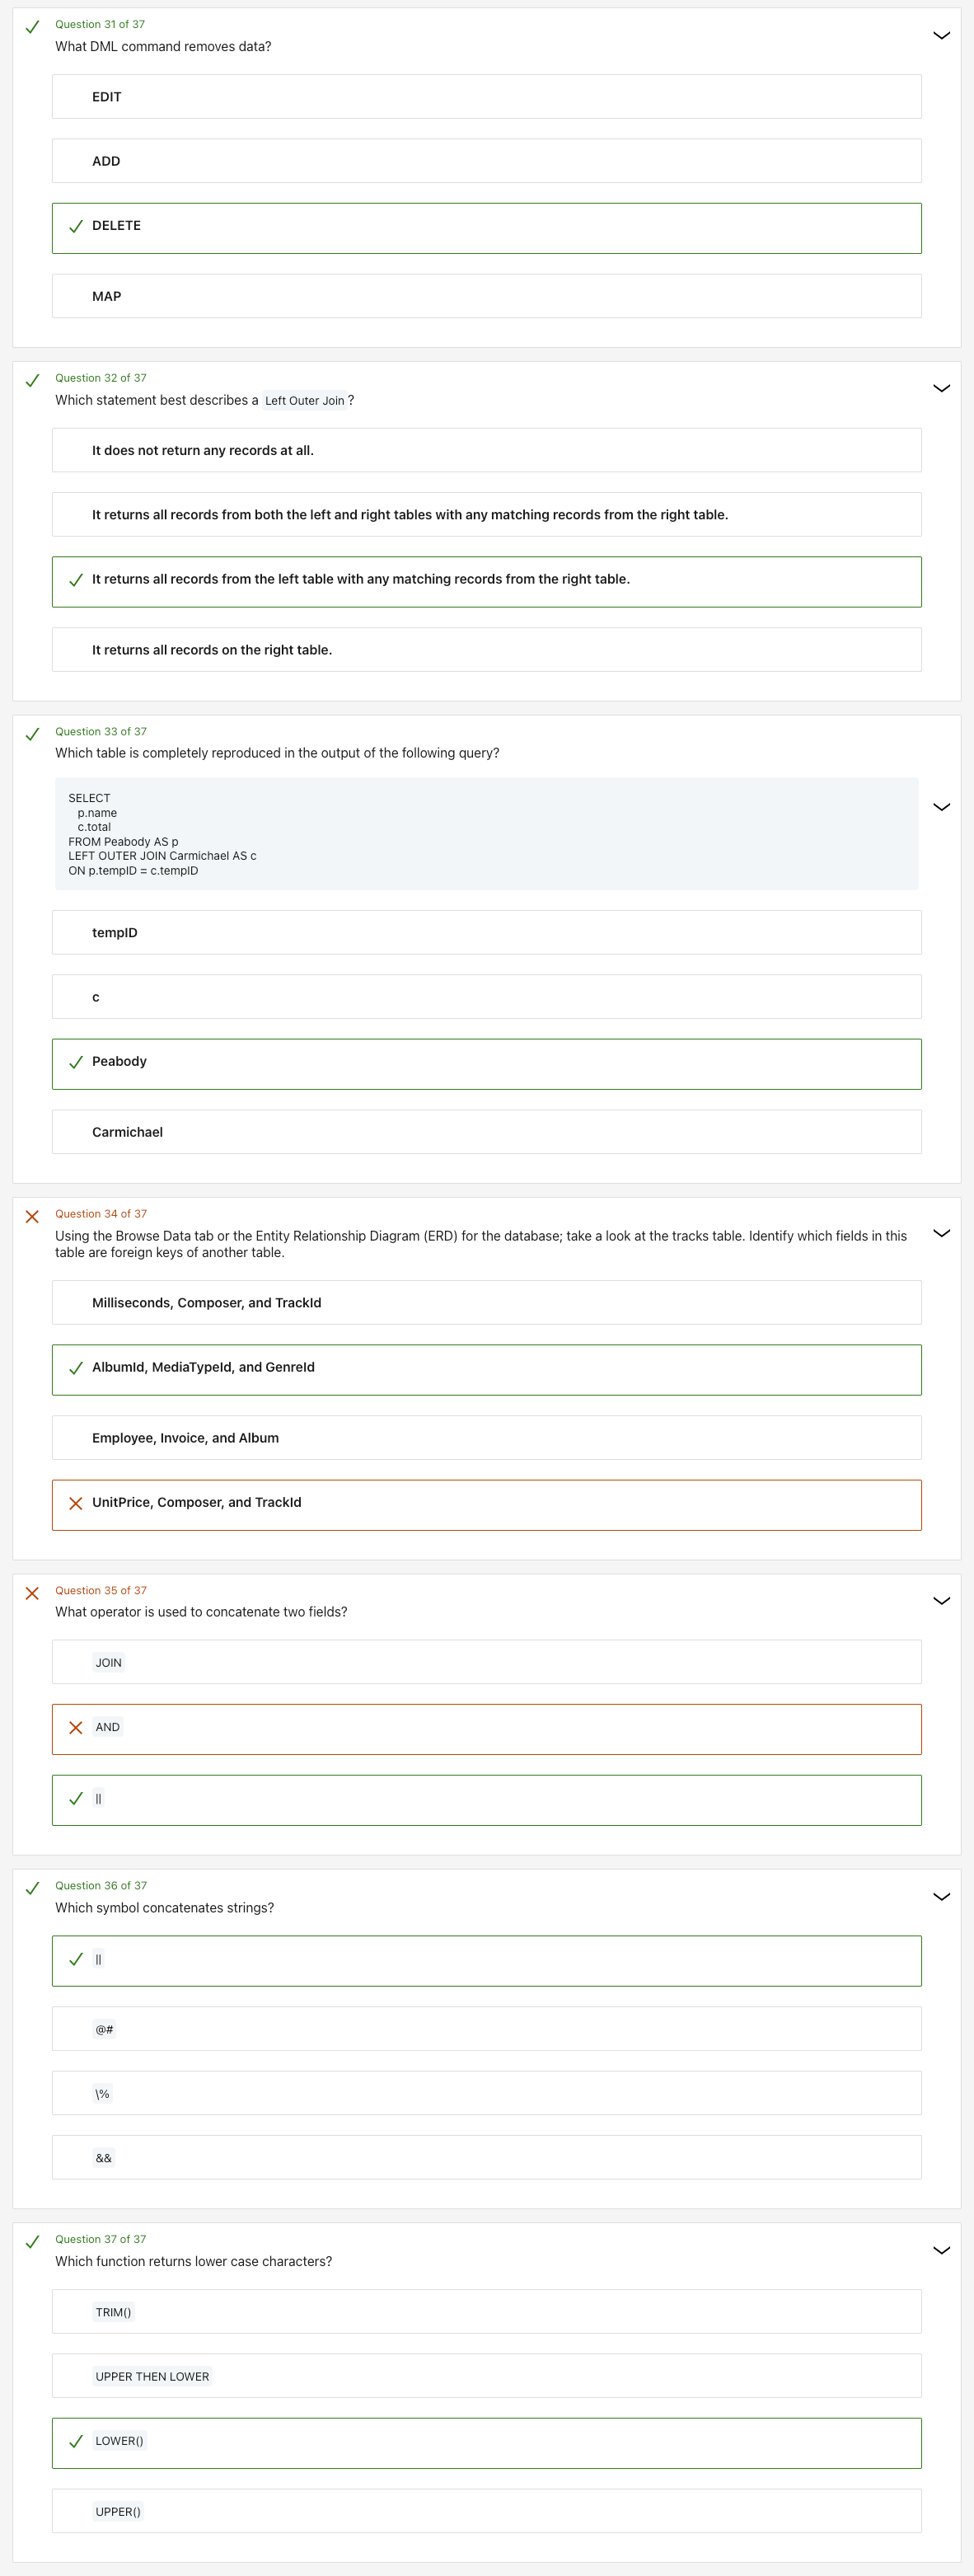 Question 31 of 37
What DML command removes data?
EDIT
ADD
DELETE
MAP
Question 32 of 37
Which statement best describes a Left Outer Join ?
It does not return any records at all.
It returns all records from both the left and right tables with any matching records from the right table.
It returns all records from the left table with any matching records from the right table.
It returns all records on the right table.
Question 33 of 37
Which table is completely reproduced in the output of the following query?
SELECT
p.name
c.total
FROM Peabody AS p
LEFT OUTER JOIN Carmichael AS c
ON p.tempID = c.tempID
tempID
c
Peabody
Carmichael
Question 34 of 37
Using the Browse Data tab or the Entity Relationship Diagram (ERD) for the database; take a look at the tracks table. Identify which fields in this
table are foreign keys of another table.
Milliseconds, Composer, and TrackId
AlbumId, MediaTypeId, and GenreId
Employee, Invoice, and Album
UnitPrice, Composer, and TrackId
Question 35 of 37
What operator is used to concatenate two fields?
JOIN
AND
||
Question 36 of 37
Which symbol concatenates strings?
||
@#
\%
&&
Question 37 of 37
Which function returns lower case characters?
TRIM()
UPPER THEN LOWER
LOWER()
UPPER()